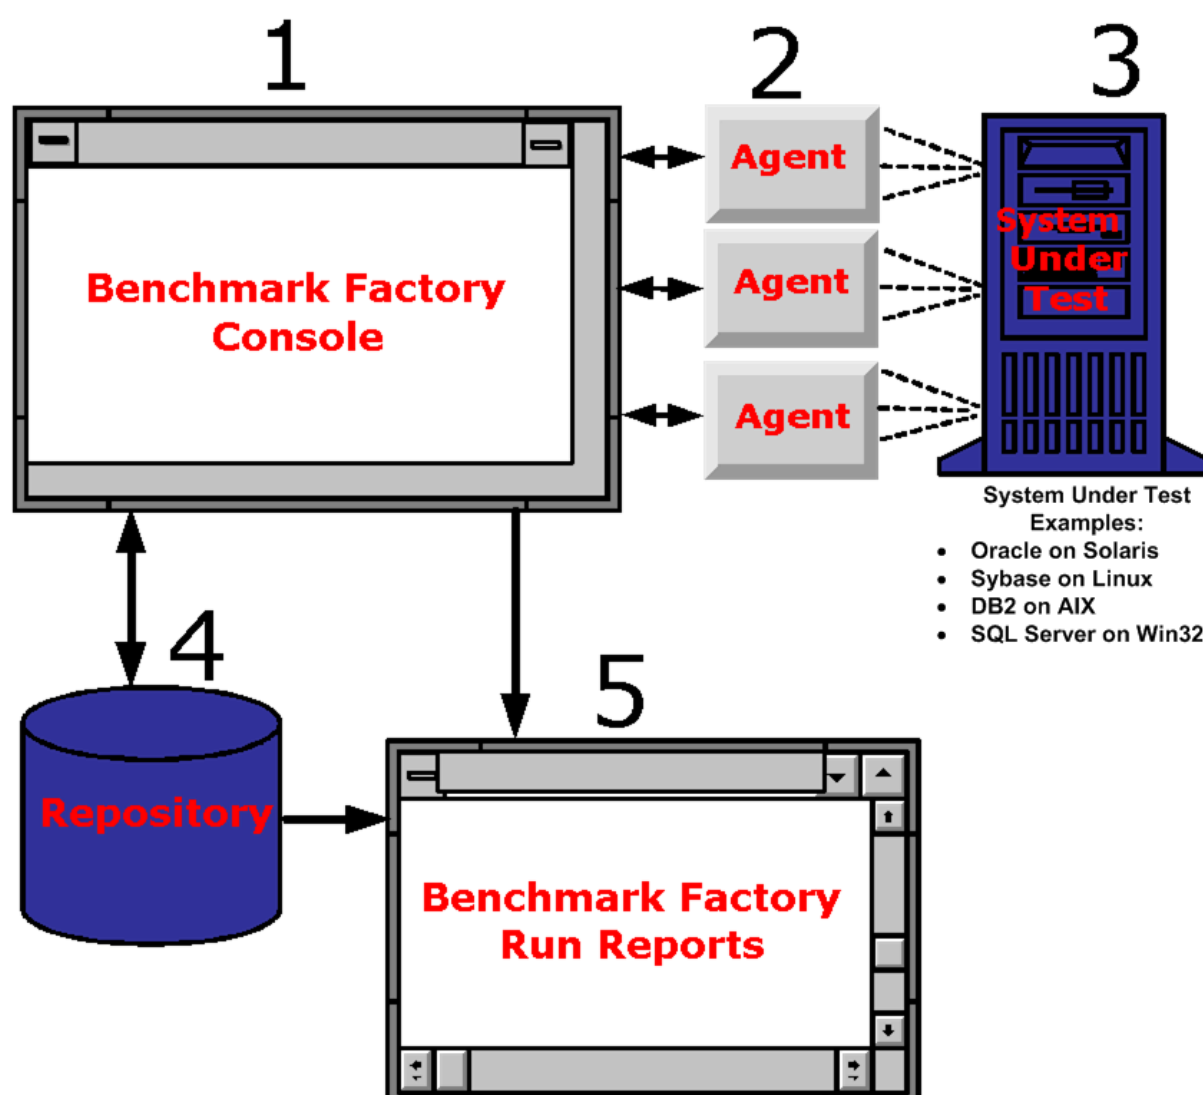 1
2
3
Benchmark Factory
Console
Agent
Agent
Agent
System
Under
Test
System Under Test
Examples:
• Oracle on Solaris
• Sybase on Linux
• DB2 on AIX
• SQL Server on Win32
4
Repository
5
Benchmark Factory
Run Reports